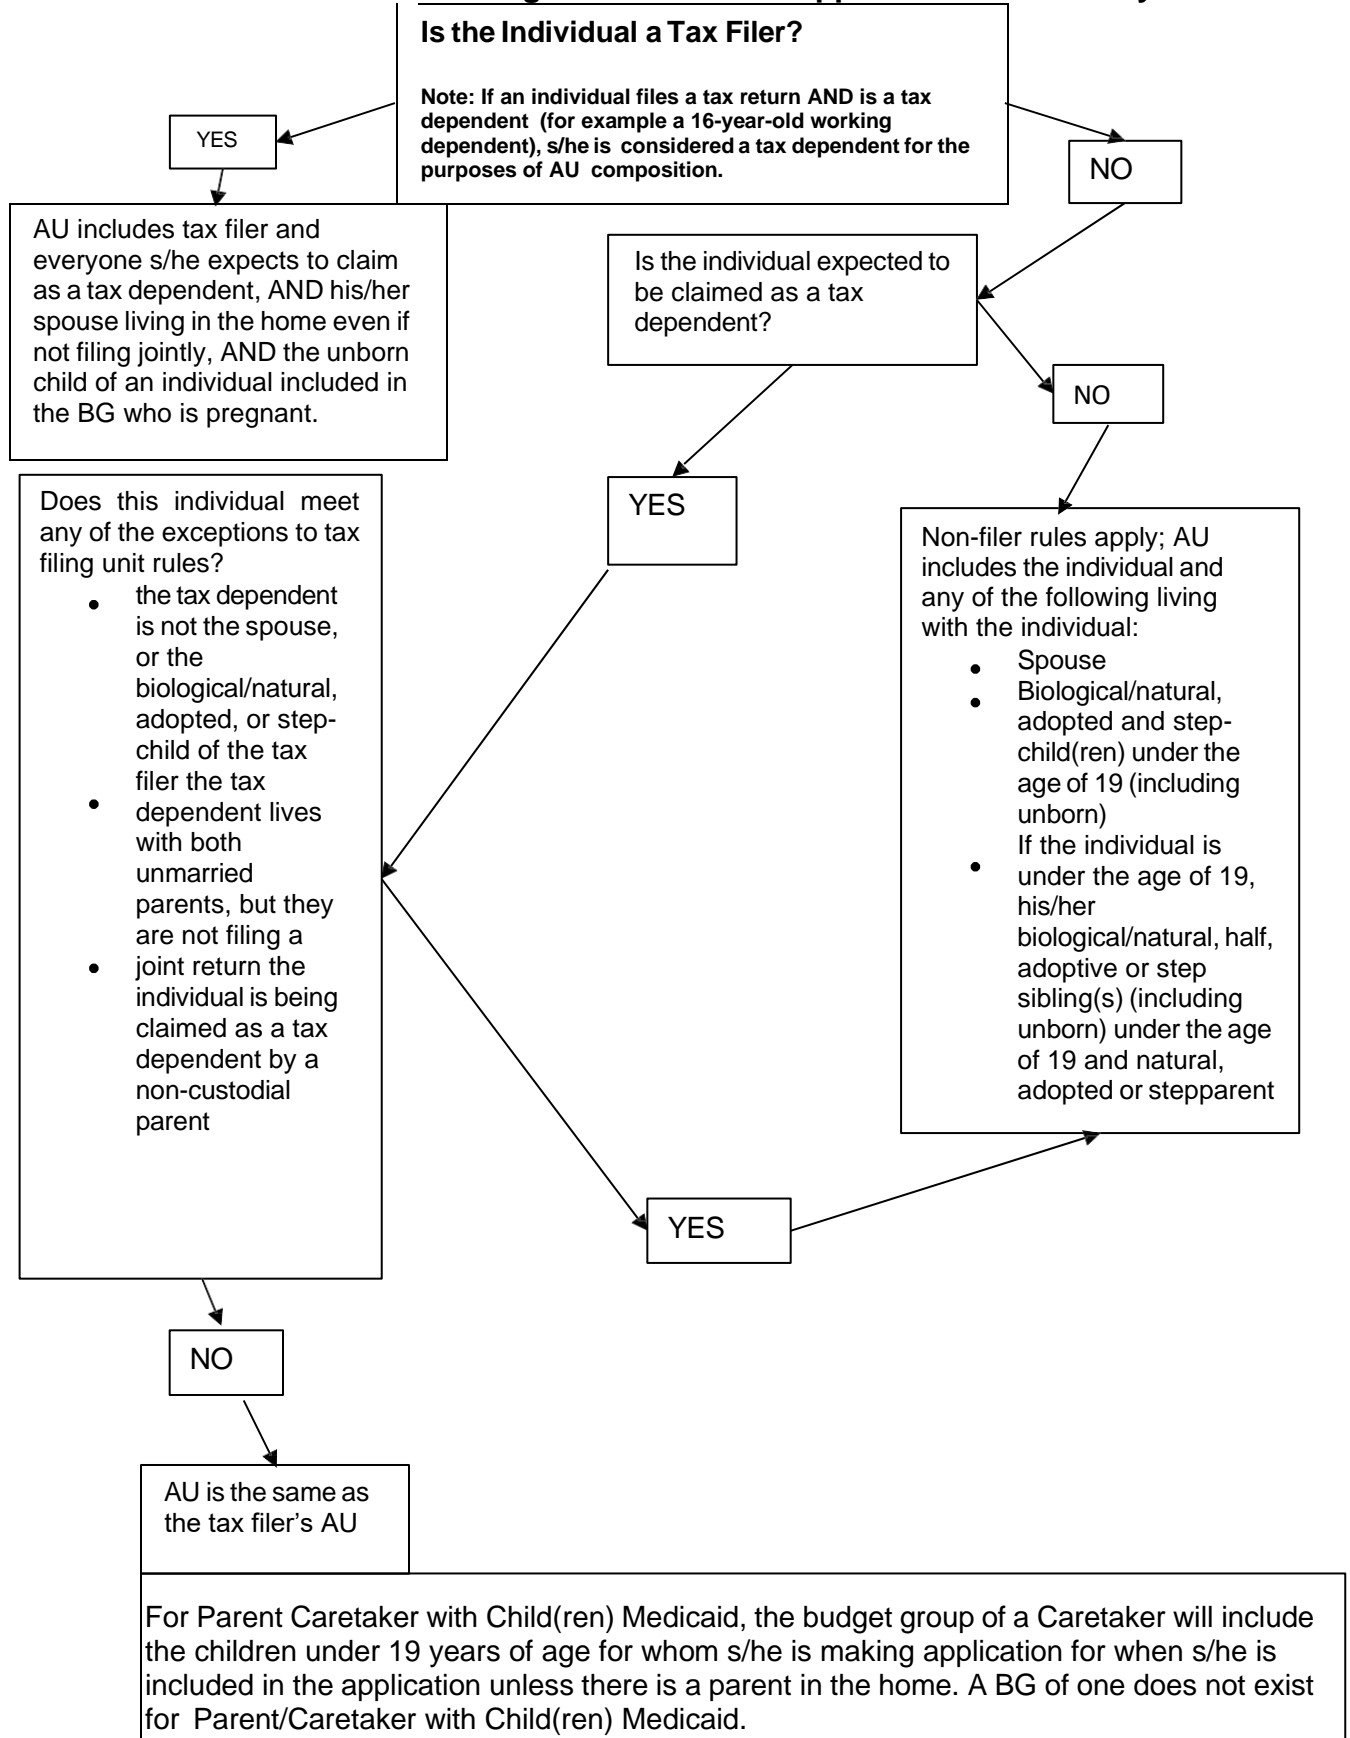 Is the Individual a Tax Filer?
Note: If an individual files a tax return AND is a tax
dependent (for example a 16-year-old working
dependent), s/he is considered a tax dependent for the
purposes of AU composition.
YES
NO
AU includes tax filer and
everyone s/he expects to claim
as a tax dependent, AND his/her
spouse living in the home even if
not filing jointly, AND the unborn
child of an individual included in
the BG who is pregnant.
Is the individual expected to
be claimed as a tax
dependent?
NO
YES
Does this individual meet
any of the exceptions to tax
filing unit rules?
• the tax dependent
is not the spouse,
or the
biological/natural,
adopted, or step-
child of the tax
filer the tax
• dependent lives
with both
unmarried
parents, but they
are not filing a
• joint return the
individual is being
claimed as a tax
dependent by a
non-custodial
parent
Non-filer rules apply; AU
includes the individual and
any of the following living
with the individual:
• Spouse
• Biological/natural,
adopted and step-
child(ren) under the
age of 19 (including
unborn)
• If the individual is
under the age of 19,
his/her
biological/natural, half,
adoptive or step
sibling(s) (including
unborn) under the age
of 19 and natural,
adopted or stepparent
YES
NO
AU is the same as
the tax filer's AU
For Parent Caretaker with Child(ren) Medicaid, the budget group of a Caretaker will include
the children under 19 years of age for whom s/he is making application for when s/he is
included in the application unless there is a parent in the home. A BG of one does not exist
for Parent/Caretaker with Child(ren) Medicaid.